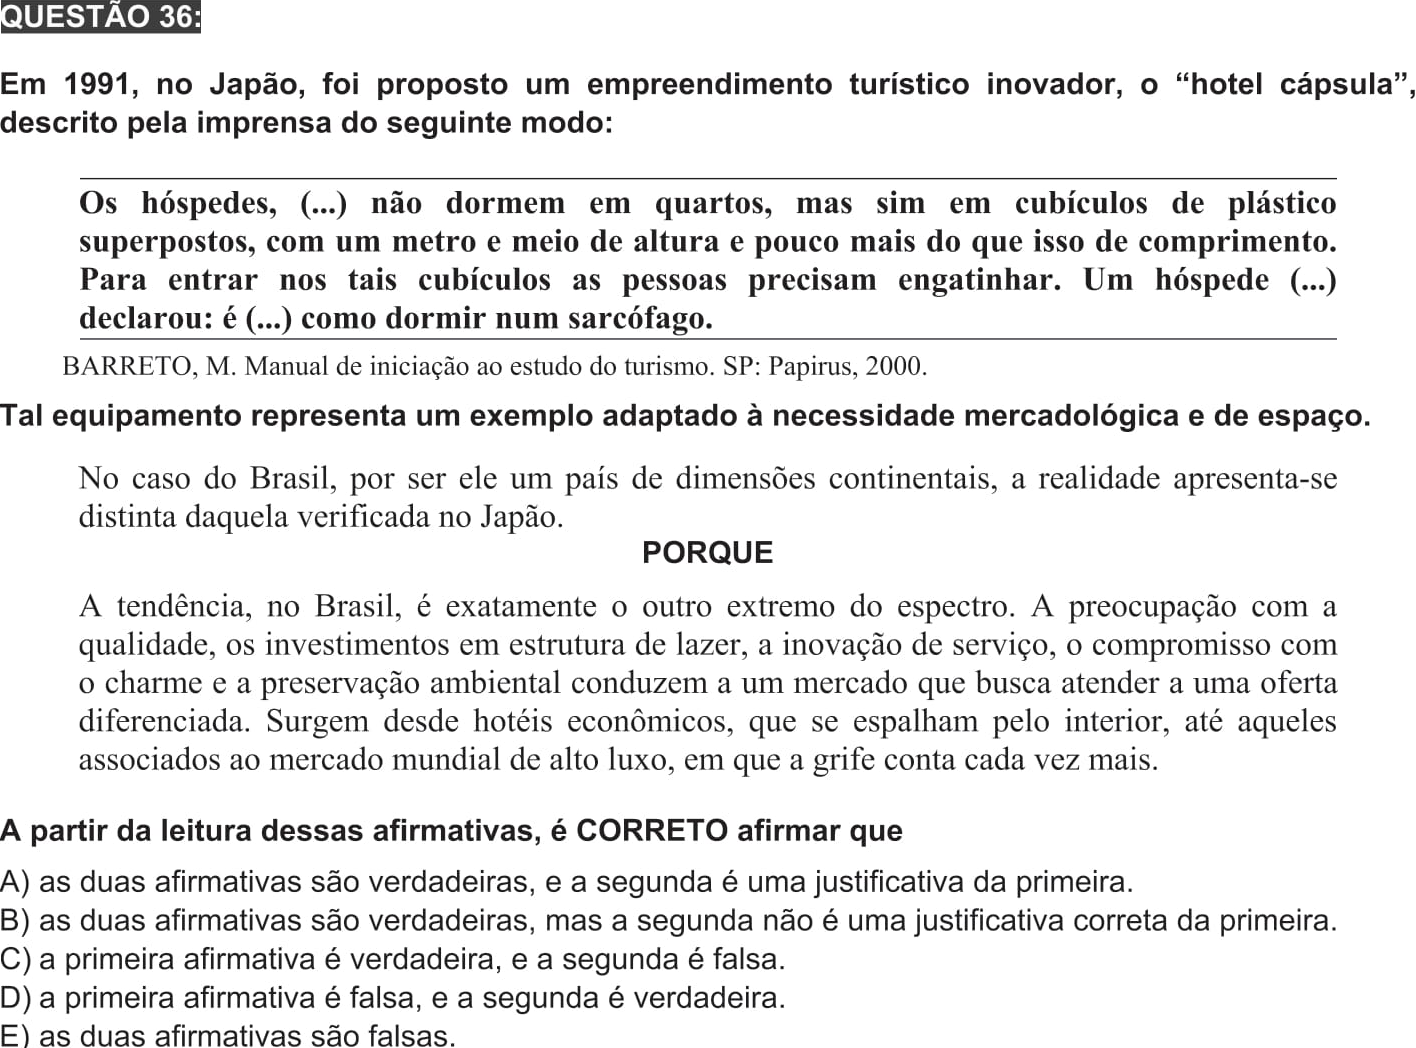 QUESTÃO 36:
Em 1991, no Japão, foi proposto um empreendimento turístico inovador, o “hotel cápsula”,
descrito pela imprensa do seguinte modo:
Os hóspedes, (...) não dormem em quartos, mas sim em cubículos de plástico
superpostos, com um metro e meio de altura e pouco mais do que isso de comprimento.
Para entrar nos tais cubículos as pessoas precisam engatinhar. Um hóspede (...)
declarou: é (...) como dormir num sarcófago.
BARRETO, M. Manual de iniciação ao estudo do turismo. SP: Papirus, 2000.
Tal equipamento representa um exemplo adaptado à necessidade mercadológica e de espaço.
No caso do Brasil, por ser ele um país de dimensões continentais, a realidade apresenta-se
distinta daquela verificada no Japão.
PORQUE
A tendência, no Brasil, é exatamente o outro extremo do espectro. A preocupação com a
qualidade, os investimentos em estrutura de lazer, a inovação de serviço, o compromisso com
o charme e a preservação ambiental conduzem a um mercado que busca atender a uma oferta
diferenciada. Surgem desde hotéis econômicos, que se espalham pelo interior, até aqueles
associados ao mercado mundial de alto luxo, em que a grife conta cada vez mais.
A partir da leitura dessas afirmativas, é CORRETO afirmar que
A) as duas afirmativas são verdadeiras, e a segunda é uma justificativa da primeira.
B) as duas afirmativas são verdadeiras, mas a segunda não é uma justificativa correta da primeira.
C) a primeira afirmativa é verdadeira, e a segunda é falsa.
D) a primeira afirmativa é falsa, e a segunda é verdadeira.
E) as duas afirmativas são falsas.